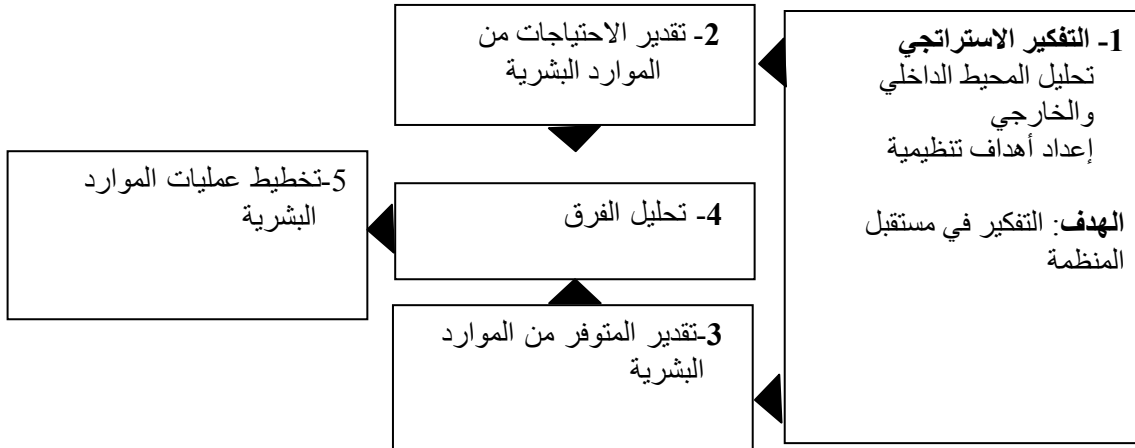 1- التفكير الاستراتجي
تحليل المحيط الداخلي
والخارجي
إعداد أهداف تنظيمية
الهدف: التفكير في مستقبل
المنظمة
2- تقدير الاحتياجات من
الموارد البشرية
3-تقدير المتوفر من الموارد
البشرية
4- تحليل الفرق
5-تخطيط عمليات الموارد
البشرية